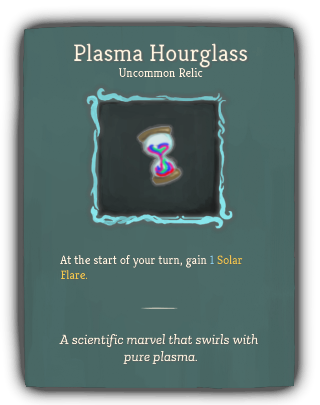 Plasma Hourglass
Uncommon Relic
At the start of your turn, gain 1 Solar
Flare.
A scientific marvel that swirls with
pure plasma.